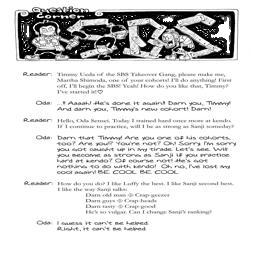 Question Corner
SBS
Reader: Timmy Ueda of the SBS Takeover Gang, please make me,
Martha Shimoda, one of your cohorts! I'll do anything! First
off, I'll begin the SBS! Yeah! How do you like that, Timmy?
I've started it!♡
Oda: ...!! Aaaah! He's done it again!! Darn you, Timmy!
And darn you, Timmy's new cohort! Darn!
Reader: Hello, Oda Sensei. Today I trained hard once more at kendo.
If I continue to practice, will I be as strong as Sanji someday?
Oda: Darn that Timmy! Are you one of his cohorts,
too? Are you!? You're not? Oh! Sorry I'm sorry
you got caught up in my tirade. Let's see. Will
you become as strong as Sanji if you practice
hard at kendo? Of course not! He's got
nothing to do with kendo! Oh no, I've lost my
cool again! BE COOL BE COOL
Reader: How do you do? I like Luffy the best. I like Sanji second best.
I like the way Sanji talks:
Darn old man ⇒ Crap-geezer
Darn guys ⇒ Crap-heads
Darn tasty ⇒ Crap-good
He's so vulgar. Can I change Sanji's ranking?
Oda: I guess it can't be helped.
Right, it can't be helped.